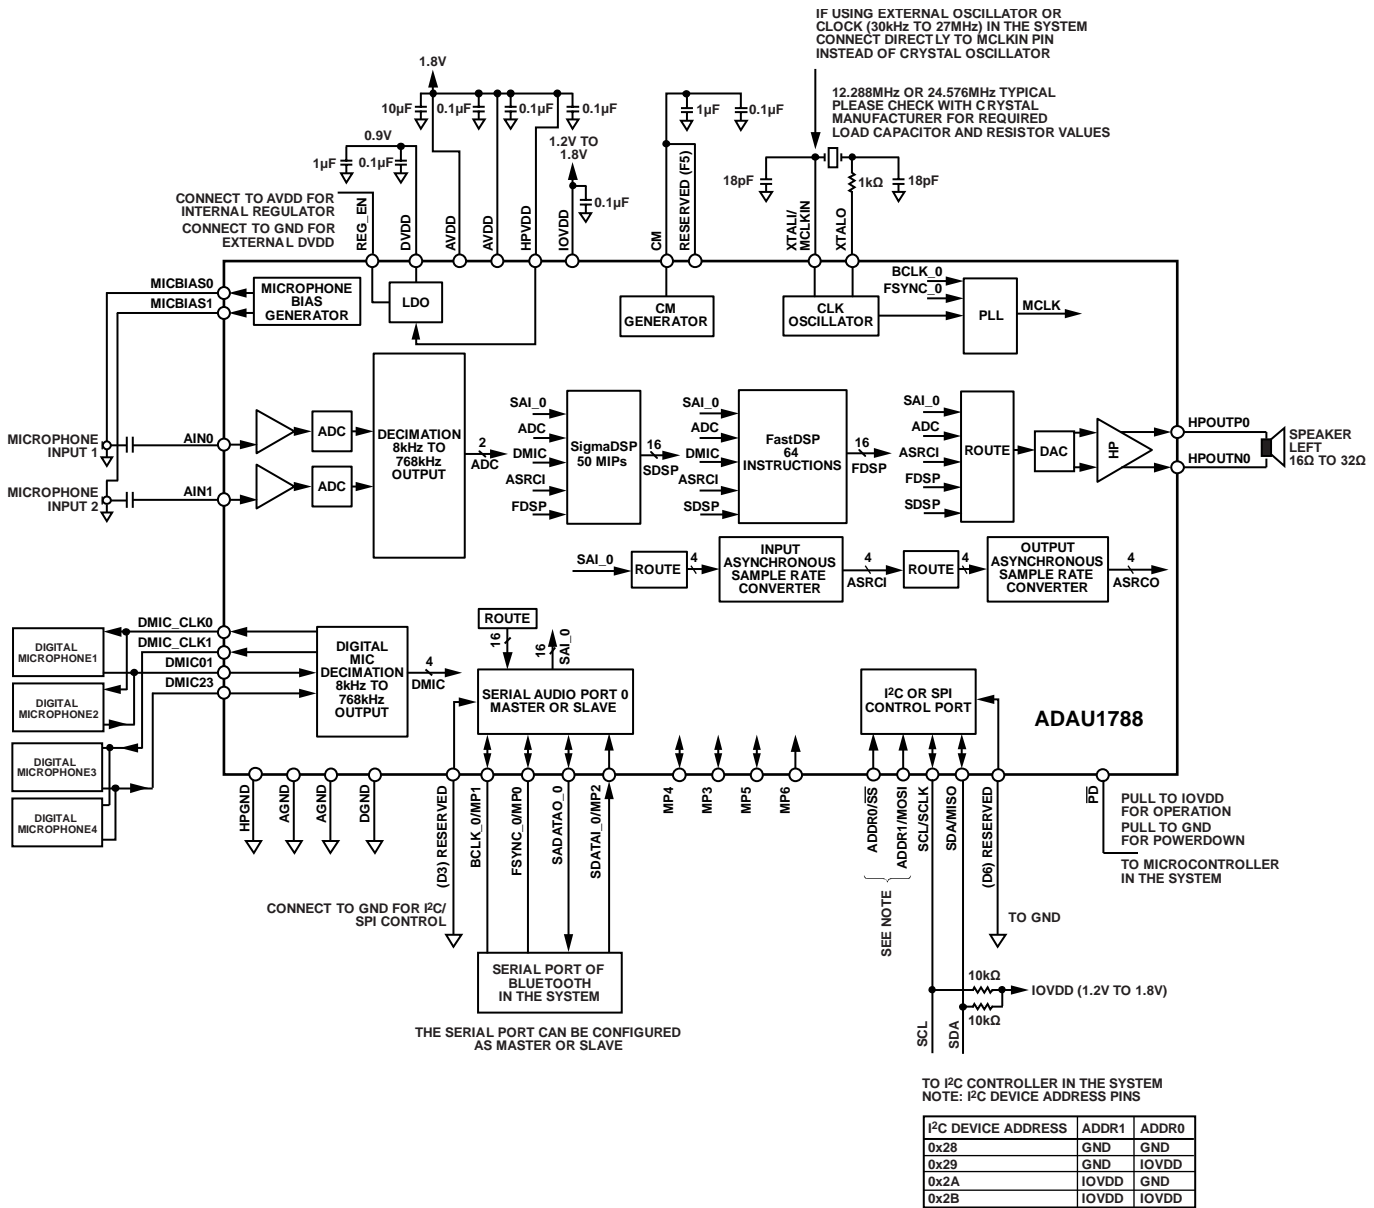 IF USING EXTERNAL OSCILLATOR OR
CLOCK (30kHz TO 27MHz) IN THE SYSTEM
CONNECT DIRECTLY TO MCLKIN PIN
INSTEAD OF CRYSTAL OSCILLATOR
12.288MHz OR 24.576MHz TYPICAL
PLEASE CHECK WITH CRYSTAL
MANUFACTURER FOR REQUIRED
LOAD CAPACITOR AND RESISTOR VALUES
1.8V
10µF
0.1µF
0.1µF
0.1µF
1µF
0.1µF
0.9V
1µF
0.1µF
1.2V TO
1.8V
0.1µF
18pF
1kΩ
18pF
CONNECT TO AVDD FOR
INTERNAL REGULATOR
CONNECT TO GND FOR
EXTERNAL DVDD
REG_EN
DVDD
AVDD
AVDD
HPVDD
IOVDD
CM
RESERVED (F5)
XTALI/
MCLKIN
XTALO
MICBIAS0
MICBIAS1
MICROPHONE
BIAS
GENERATOR
LDO
CM
GENERATOR
CLK
OSCILLATOR
BCLK_0
FSYNC_0
PLL
MCLK
MICROPHONE
INPUT 1
AIN0
ADC
MICROPHONE
INPUT 2
AIN1
ADC
DECIMATION
8kHz TO
768kHz
OUTPUT
2
ADC
SAI_0
ADC
DMIC
ASRCI
FDSP
SigmaDSP
50 MIPs
16
SDSP
SAI_0
ADC
DMIC
ASRCI
SDSP
FastDSP
64
INSTRUCTIONS
16
FDSP
SAI_0
ADC
ASRCI
FDSP
SDSP
ROUTE
DAC
HP
HPOUTP0
HPOUTN0
SPEAKER
LEFT
16Ω TO 32Ω
SAI_0
ROUTE
4
INPUT
ASYNCHRONOUS
SAMPLE RATE
CONVERTER
4
ASRCI
ROUTE
4
OUTPUT
ASYNCHRONOUS
SAMPLE RATE
CONVERTER
4
ASRCO
DIGITAL
MICROPHONE1
DIGITAL
MICROPHONE2
DIGITAL
MICROPHONE3
DIGITAL
MICROPHONE4
DMIC_CLK0
DMIC_CLK1
DMIC01
DMIC23
DIGITAL
MIC
DECIMATION
8kHz TO
768kHz
OUTPUT
4
DMIC
ROUTE
16
16
SAI_0
SERIAL AUDIO PORT 0
MASTER OR SLAVE
I²C OR SPI
CONTROL PORT
ADAU1788
HPGND
AGND
AGND
DGND
(D3) RESERVED
BCLK_0/MP1
FSYNC_0/MP0
SADATAO_0
SDATAI_0/MP2
MP4
MP3
MP5
MP6
ADDR0/S̅S̅
ADDR1/MOSI
SCL/SCLK
SDA/MISO
(D6) RESERVED
P̅D̅
PULL TO IOVDD
FOR OPERATION
PULL TO GND
FOR POWERDOWN
TO MICROCONTROLLER
IN THE SYSTEM
CONNECT TO GND FOR I²C/
SPI CONTROL
SEE NOTE
TO GND
SERIAL PORT OF
BLUETOOTH
IN THE SYSTEM
10kΩ
IOVDD (1.2V TO 1.8V)
10kΩ
SCL
SDA
THE SERIAL PORT CAN BE CONFIGURED
AS MASTER OR SLAVE
TO I²C CONTROLLER IN THE SYSTEM
NOTE: I²C DEVICE ADDRESS PINS
I²C DEVICE ADDRESS ADDR1 ADDR0
0x28 GND GND
0x29 GND IOVDD
0x2A IOVDD GND
0x2B IOVDD IOVDD